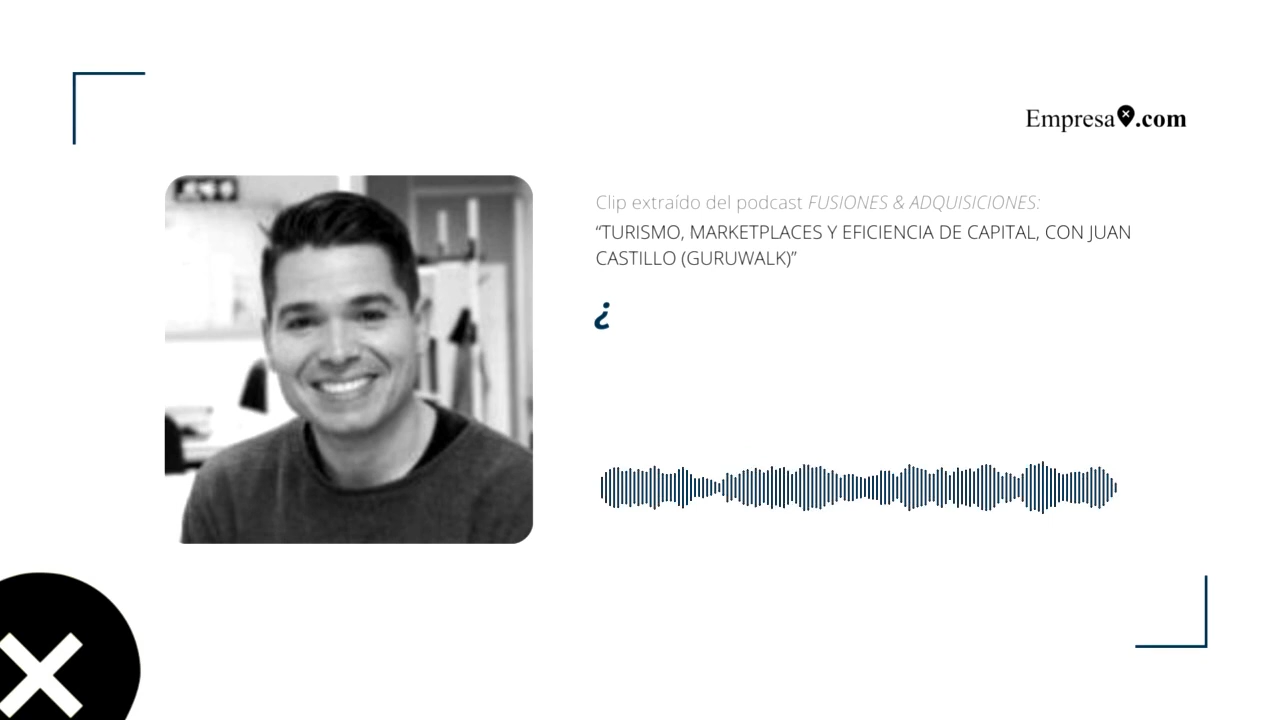 Empresa.com
Clip extraído del podcast FUSIONES & ADQUISICIONES:
“TURISMO, MARKETPLACES Y EFICIENCIA DE CAPITAL, CON JUAN
CASTILLO (GURUWALK)”
¿